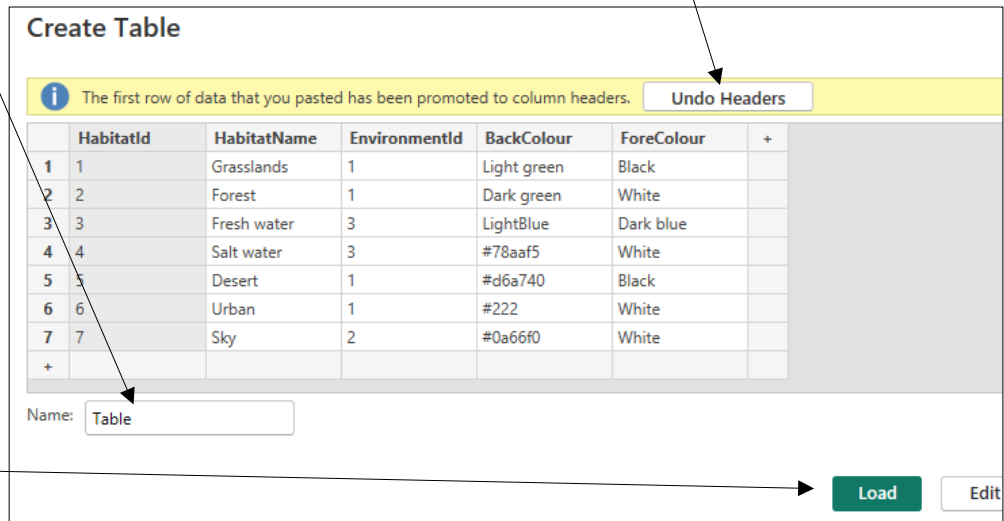 Create Table
i The first row of data that you pasted has been promoted to column headers. Undo Headers
HabitatId HabitatName EnvironmentId BackColour ForeColour +
1 1 Grasslands 1 Light green Black
2 2 Forest 1 Dark green White
3 3 Fresh water 3 LightBlue Dark blue
4 4 Salt water 3 #78aaf5 White
5 5 Desert 1 #d6a740 Black
6 6 Urban 1 #222 White
7 7 Sky 2 #0a66f0 White
+
Name: Table
Load Edit